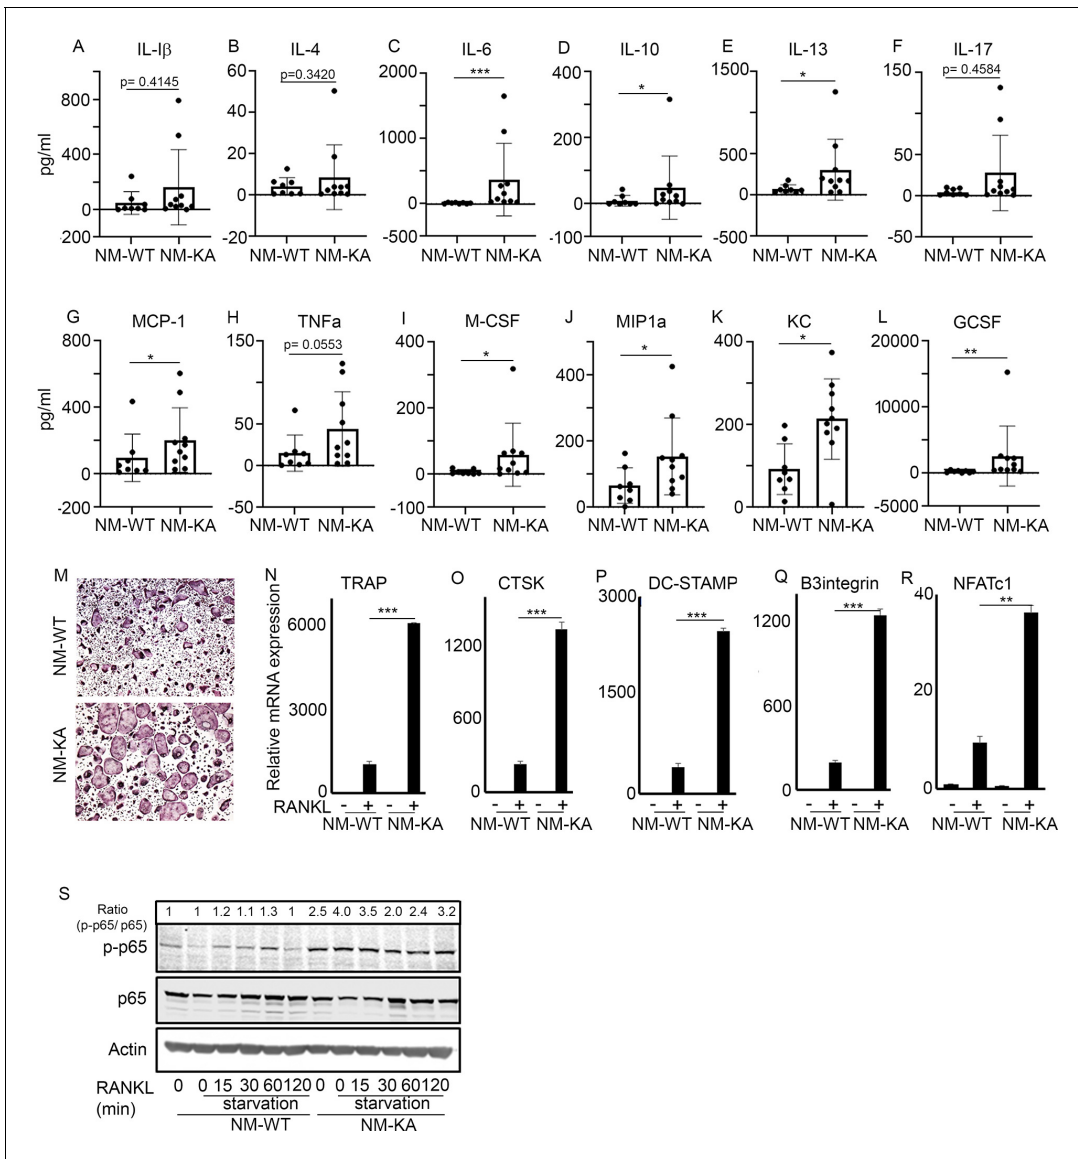 A IL-Iβ B IL-4 C IL-6 D IL-10 E IL-13 F IL-17
p= 0.4145 p=0.3420 *** * * p= 0.4584
pg/ml
800 400 0 200
60 40 20 0 -20
2000 1000 0 -500
400 200 0 -100
1500 500 0 -500
150 50 0 -50
NM-WT NM-KA NM-WT NM-KA NM-WT NM-KA NM-WT NM-KA NM-WT NM-KA NM-WT NM-KA
G MCP-1 H TNFa I M-CSF J MIP1a K KC L GCSF
* p= 0.0553 * * * **
pg/ml
800 400 0 -200
150 50 0 -50
400 200 0 -100
400 200 0
400 200 0
20000 10000 0 -5000
NM-WT NM-KA NM-WT NM-KA NM-WT NM-KA NM-WT NM-KA NM-WT NM-KA NM-WT NM-KA
M N TRAP O CTSK P DC-STAMP Q B3integrin R NFATc1
NM-WT
NM-KA
Relative mRNA expression
*** *** *** *** **
6000 3000 0
1200 600 0
3000 1500 0
1200 600 0
40 20 0
RANKL - + - + - + - + - + - + - + - + - + - +
NM-WT NM-KA NM-WT NM-KA NM-WT NM-KA NM-WT NM-KA NM-WT NM-KA
S
Ratio
(p-p65/ p65)
1 1 1.2 1.1 1.3 1 2.5 4.0 3.5 2.0 2.4 3.2
p-p65
p65
Actin
RANKL 0 0 15 30 60 120 0 0 15 30 60 120
(min) starvation starvation
NM-WT NM-KA